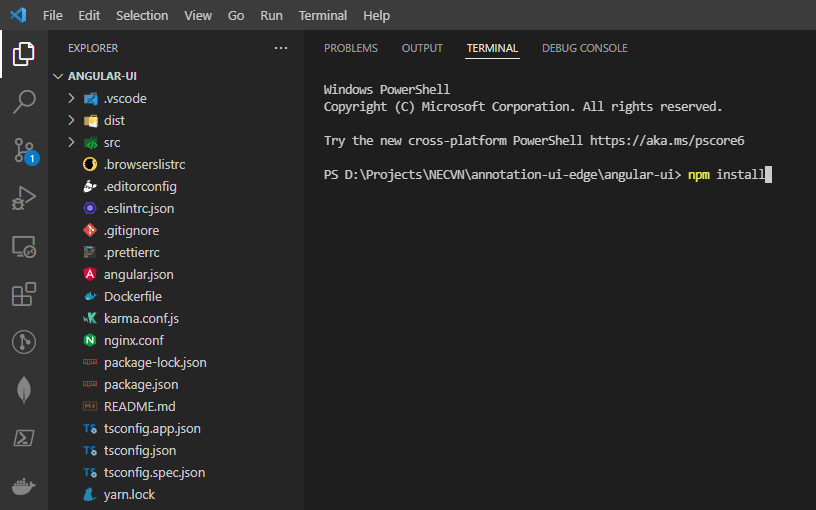 File Edit Selection View Go Run Terminal Help
EXPLORER
ANGULAR-UI
.vscode
dist
src
.browserslistrc
.editorconfig
.eslintrc.json
.gitignore
.prettierrc
angular.json
Dockerfile
karma.conf.js
nginx.conf
package-lock.json
package.json
README.md
tsconfig.app.json
tsconfig.json
tsconfig.spec.json
yarn.lock
1
PROBLEMS OUTPUT TERMINAL DEBUG CONSOLE
Windows PowerShell
Copyright (C) Microsoft Corporation. All rights reserved.
Try the new cross-platform PowerShell https://aka.ms/pscore6
PS D:\Projects\NECVN\annotation-ui-edge\angular-ui> npm install